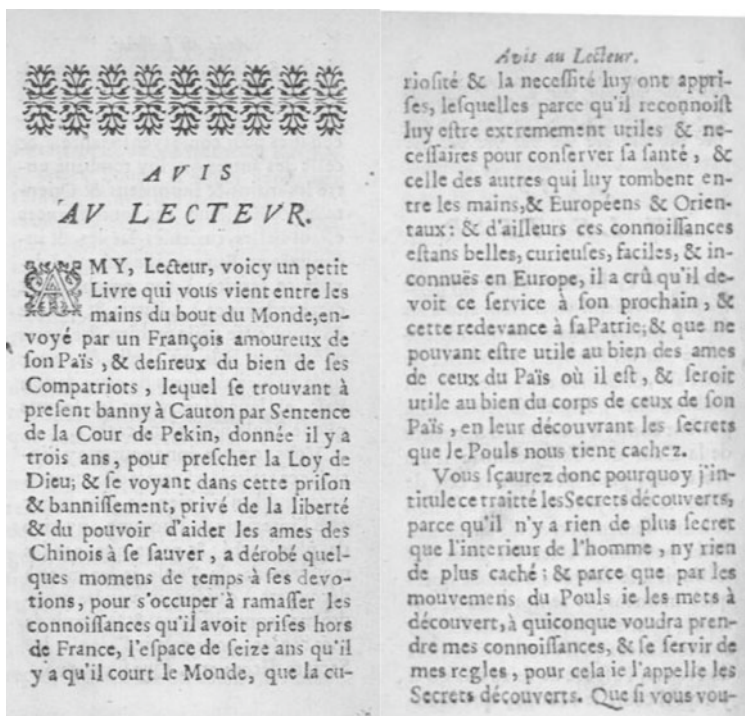 AVIS
AV LECTEVR.
AMY, Lecteur, voicy un petit
Livre qui vous vient entre les
mains du bout du Monde,en-
voyé par un François amoureux de
son Païs, & desireux du bien de ses
Compatriots, lequel se trouvant à
present banny à Cauton par Sentence
de la Cour de Pekin, donnée il y a
trois ans, pour prescher la Loy de
Dieu; & se voyant dans cette prison
& bannissement, privé de la liberté
& du pouvoir d'aider les ames des
Chinois à se sauver, a dérobé quel-
ques momens de temps à ses devo-
tions, pour s'occuper à ramasser les
connoissances qu'il avoit prises hors
de France, l'espace de seize ans qu'il
y a qu'il court le Monde, que la cu-
Avis au Lecteur.
riosité & la necessité luy ont appri-
ses, lesquelles parce qu'il reconnoist
luy estre extremement utiles & ne-
cessaires pour conserver sa santé, &
celle des autres qui luy tombent en-
tre les mains,& Européens & Orien-
taux: & d'ailleurs ces connoissances
estans belles, curieuses, faciles, & in-
connuës en Europe, il a crû qu'il de-
voit ce service à son prochain, &
cette redevance à saPatrie;& que ne
pouvant estre utile au bien des ames
de ceux du Païs où il est, & seroit
utile au bien du corps de ceux de son
Païs, en leur découvrant les secrets
que le Pouls nous tient cachez.
Vous sçaurez donc pourquoy j'in-
titule ce traitté lesSecrets découverts,
parce qu'il n'y a rien de plus secret
que l'interieur de l'homme, ny rien
de plus caché; & parce que par les
mouvemens du Pouls ie les mets à
découvert,à quiconque voudra pren-
dre mes connoissances, & se servir de
mes regles, pour cela ie l'appelle les
Secrets découverts. Que si vous vou-